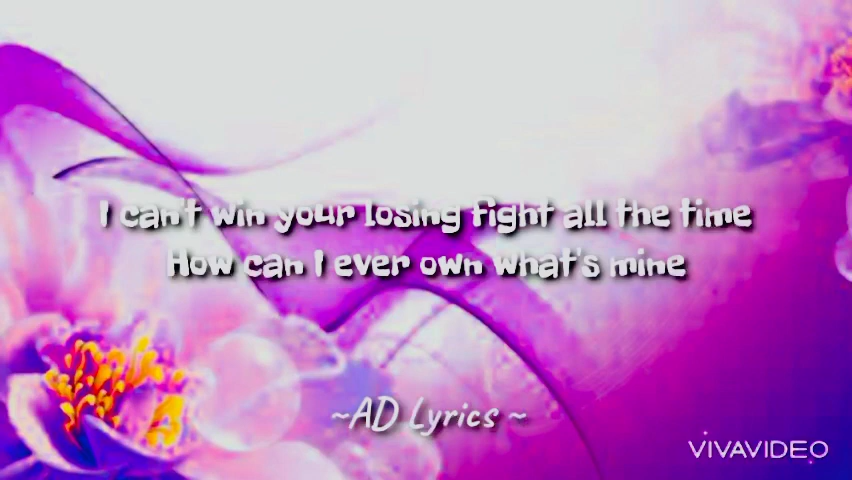 I can't win your losing fight all the time
How can I ever own what's mine
~AD Lyrics ~
VIVAVIDEO